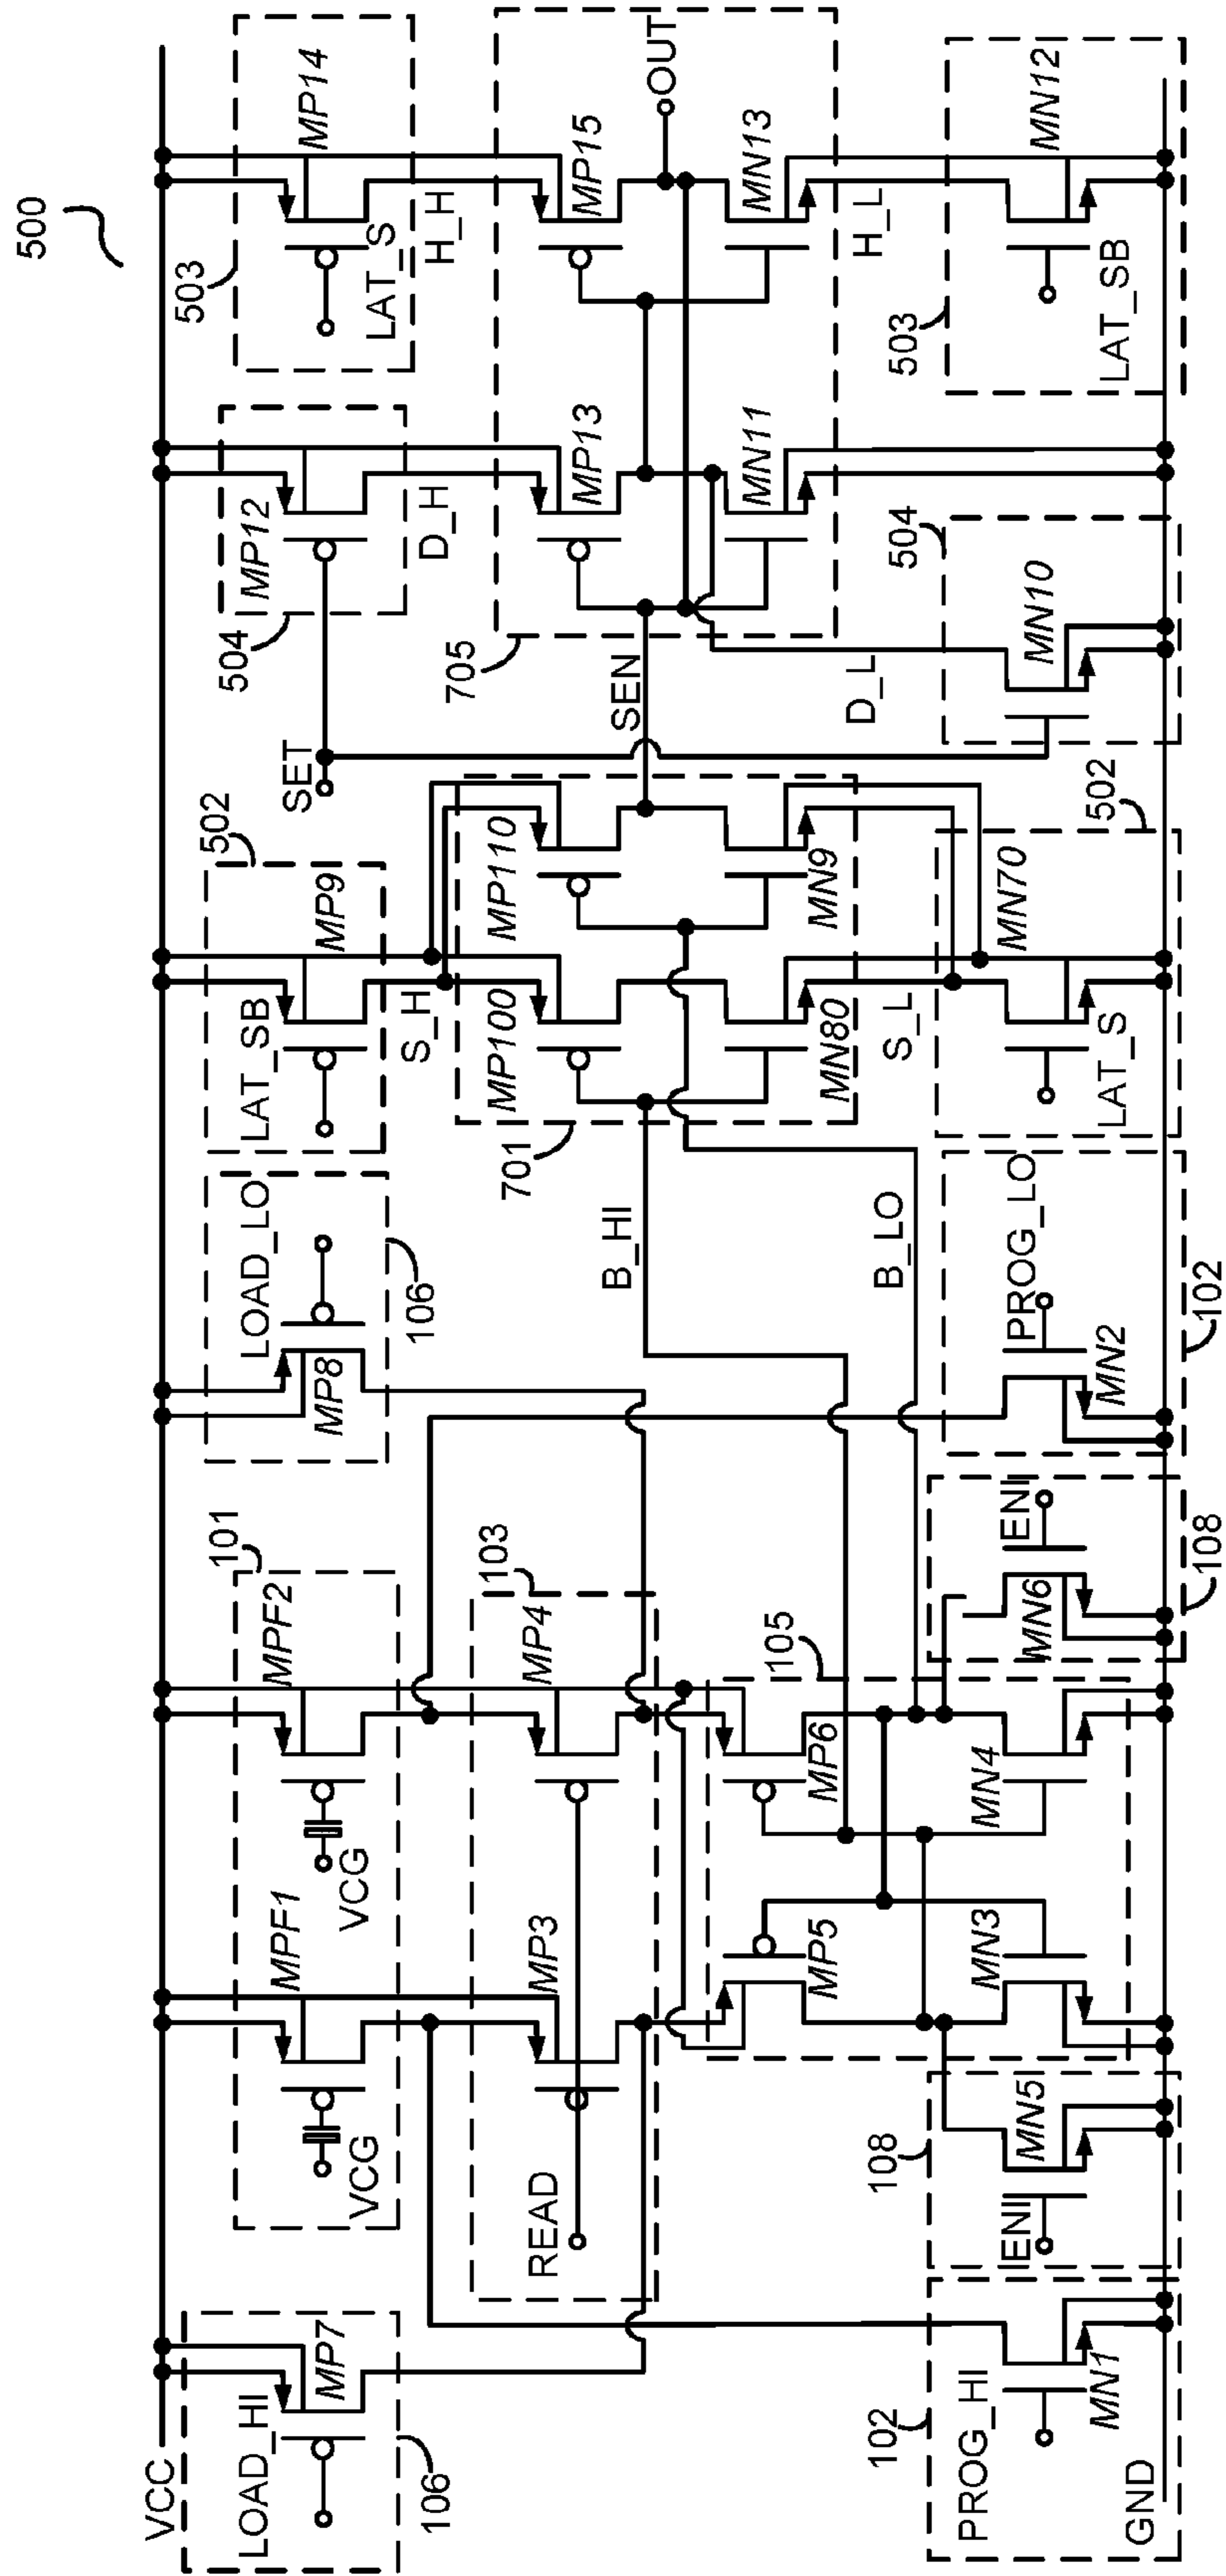 500
VCC
LOAD_HI
MP7
106
101
MPF1
VCG
MPF2
VCG
LOAD_LO
MP8
106
502
LAT_SB
MP9
S_H
SET
504
MP12
D_H
503
MP14
LAT_S
H_H
READ
MP3
103
MP4
701
MP100
MP110
SEN
705
MP13
MP15
OUT
B_HI
MN80
MN9
MN11
MN13
105
MP5
MP6
B_LO
S_L
D_L
H_L
102
PROG_HI
MN1
108
ENI
MN5
MN3
MN4
MN6
ENI
108
PROG_LO
MN2
102
LAT_S
MN70
502
504
MN10
503
LAT_SB
MN12
GND